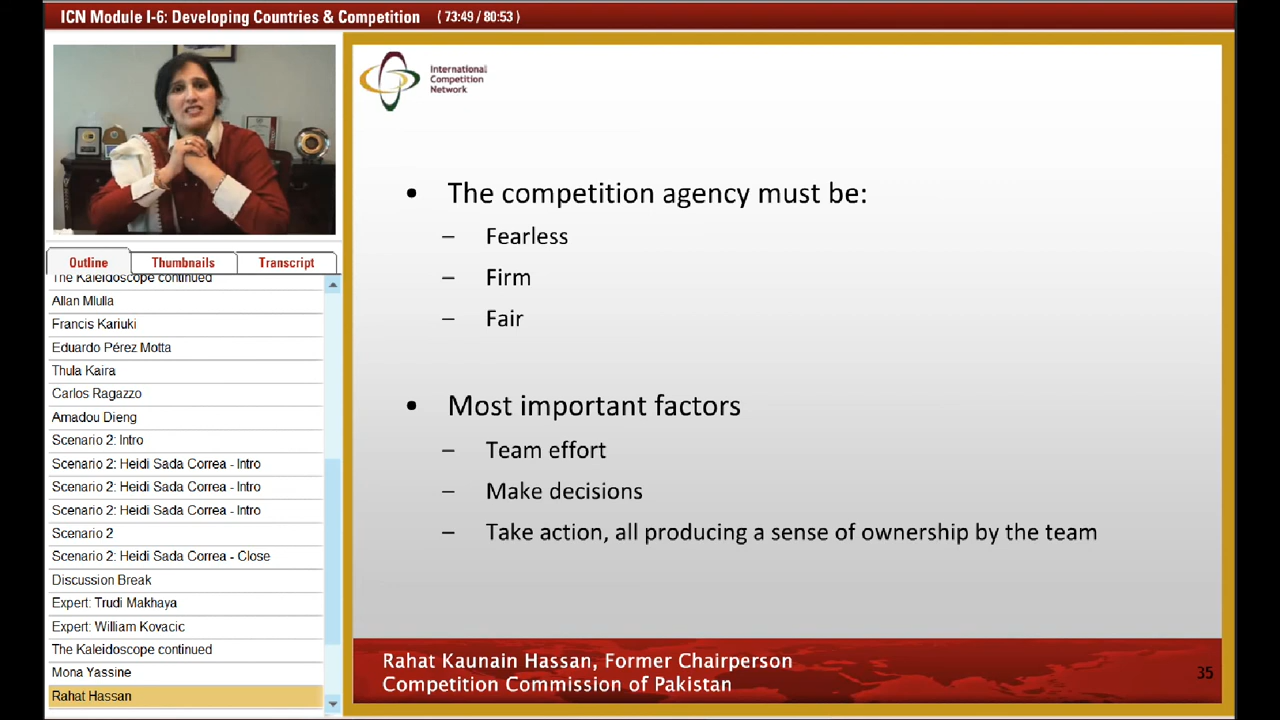 ICN Module I-6: Developing Countries & Competition ( 73:49 / 80:53 )
Outline
Thumbnails
Transcript
The Kaleidoscope continued
Allan Mlulla
Francis Kariuki
Eduardo Pérez Motta
Thula Kaira
Carlos Ragazzo
Amadou Dieng
Scenario 2: Intro
Scenario 2: Heidi Sada Correa - Intro
Scenario 2: Heidi Sada Correa - Intro
Scenario 2: Heidi Sada Correa - Intro
Scenario 2
Scenario 2: Heidi Sada Correa - Close
Discussion Break
Expert: Trudi Makhaya
Expert: William Kovacic
The Kaleidoscope continued
Mona Yassine
Rahat Hassan
International
Competition
Network
• The competition agency must be:
– Fearless
– Firm
– Fair
• Most important factors
– Team effort
– Make decisions
– Take action, all producing a sense of ownership by the team
Rahat Kaunain Hassan, Former Chairperson
Competition Commission of Pakistan
35